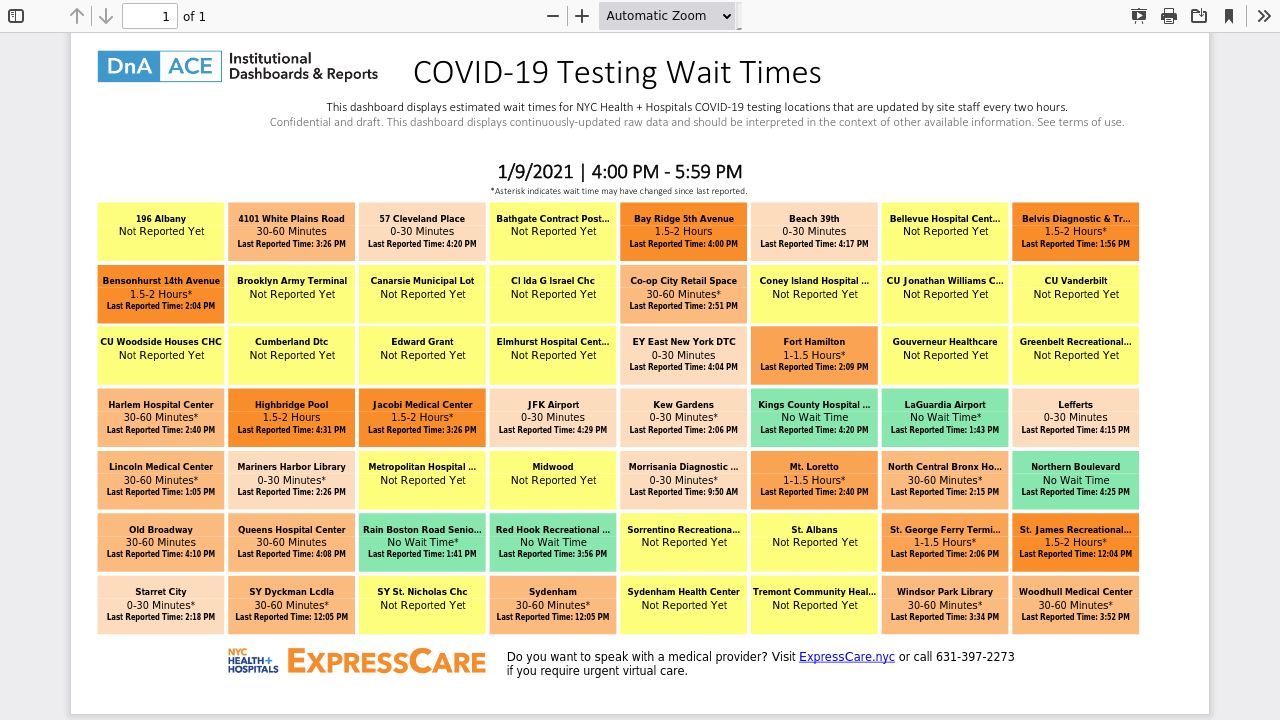 1
of 1
Automatic Zoom
DnA ACE Institutional Dashboards & Reports
COVID-19 Testing Wait Times
This dashboard displays estimated wait times for NYC Health + Hospitals COVID-19 testing locations that are updated by site staff every two hours.
Confidential and draft. This dashboard displays continuously-updated raw data and should be interpreted in the context of other available information. See terms of use.
1/9/2021 | 4:00 PM - 5:59 PM
*Asterisk indicates wait time may have changed since last reported.
196 Albany
Not Reported Yet
4101 White Plains Road
30-60 Minutes
Last Reported Time: 3:26 PM
57 Cleveland Place
0-30 Minutes
Last Reported Time: 4:20 PM
Bathgate Contract Post...
Not Reported Yet
Bay Ridge 5th Avenue
1.5-2 Hours
Last Reported Time: 4:00 PM
Beach 39th
0-30 Minutes
Last Reported Time: 4:17 PM
Bellevue Hospital Cent...
Not Reported Yet
Belvis Diagnostic & Tr...
1.5-2 Hours*
Last Reported Time: 1:56 PM
Bensonhurst 14th Avenue
1.5-2 Hours*
Last Reported Time: 2:04 PM
Brooklyn Army Terminal
Not Reported Yet
Canarsie Municipal Lot
Not Reported Yet
CI Ida G Israel Chc
Not Reported Yet
Co-op City Retail Space
30-60 Minutes*
Last Reported Time: 2:51 PM
Coney Island Hospital ...
Not Reported Yet
CU Jonathan Williams C...
Not Reported Yet
CU Vanderbilt
Not Reported Yet
CU Woodside Houses CHC
Not Reported Yet
Cumberland Dtc
Not Reported Yet
Edward Grant
Not Reported Yet
Elmhurst Hospital Cent...
Not Reported Yet
EY East New York DTC
0-30 Minutes
Last Reported Time: 4:04 PM
Fort Hamilton
1-1.5 Hours*
Last Reported Time: 2:09 PM
Gouverneur Healthcare
Not Reported Yet
Greenbelt Recreational...
Not Reported Yet
Harlem Hospital Center
30-60 Minutes*
Last Reported Time: 2:40 PM
Highbridge Pool
1.5-2 Hours
Last Reported Time: 4:31 PM
Jacobi Medical Center
1.5-2 Hours*
Last Reported Time: 3:26 PM
JFK Airport
0-30 Minutes
Last Reported Time: 4:29 PM
Kew Gardens
0-30 Minutes*
Last Reported Time: 2:06 PM
Kings County Hospital ...
No Wait Time
Last Reported Time: 4:20 PM
LaGuardia Airport
No Wait Time*
Last Reported Time: 1:43 PM
Lefferts
0-30 Minutes
Last Reported Time: 4:15 PM
Lincoln Medical Center
30-60 Minutes*
Last Reported Time: 1:05 PM
Mariners Harbor Library
0-30 Minutes*
Last Reported Time: 2:26 PM
Metropolitan Hospital ...
Not Reported Yet
Midwood
Not Reported Yet
Morrisania Diagnostic ...
0-30 Minutes*
Last Reported Time: 9:50 AM
Mt. Loretto
1-1.5 Hours*
Last Reported Time: 2:40 PM
North Central Bronx Ho...
30-60 Minutes*
Last Reported Time: 2:15 PM
Northern Boulevard
No Wait Time
Last Reported Time: 4:25 PM
Old Broadway
30-60 Minutes
Last Reported Time: 4:10 PM
Queens Hospital Center
30-60 Minutes
Last Reported Time: 4:08 PM
Rain Boston Road Senio...
No Wait Time*
Last Reported Time: 1:41 PM
Red Hook Recreational ...
No Wait Time
Last Reported Time: 3:56 PM
Sorrentino Recreationa...
Not Reported Yet
St. Albans
Not Reported Yet
St. George Ferry Termi...
1-1.5 Hours*
Last Reported Time: 2:06 PM
St. James Recreational...
1.5-2 Hours*
Last Reported Time: 12:04 PM
Starret City
0-30 Minutes*
Last Reported Time: 2:18 PM
SY Dyckman Lcdla
30-60 Minutes*
Last Reported Time: 12:05 PM
SY St. Nicholas Chc
Not Reported Yet
Sydenham
30-60 Minutes*
Last Reported Time: 12:05 PM
Sydenham Health Center
Not Reported Yet
Tremont Community Heal...
Not Reported Yet
Windsor Park Library
30-60 Minutes*
Last Reported Time: 3:34 PM
Woodhull Medical Center
30-60 Minutes*
Last Reported Time: 3:52 PM
NYC
HEALTH+
HOSPITALS
EXPRESSCARE
Do you want to speak with a medical provider? Visit ExpressCare.nyc or call 631-397-2273
if you require urgent virtual care.